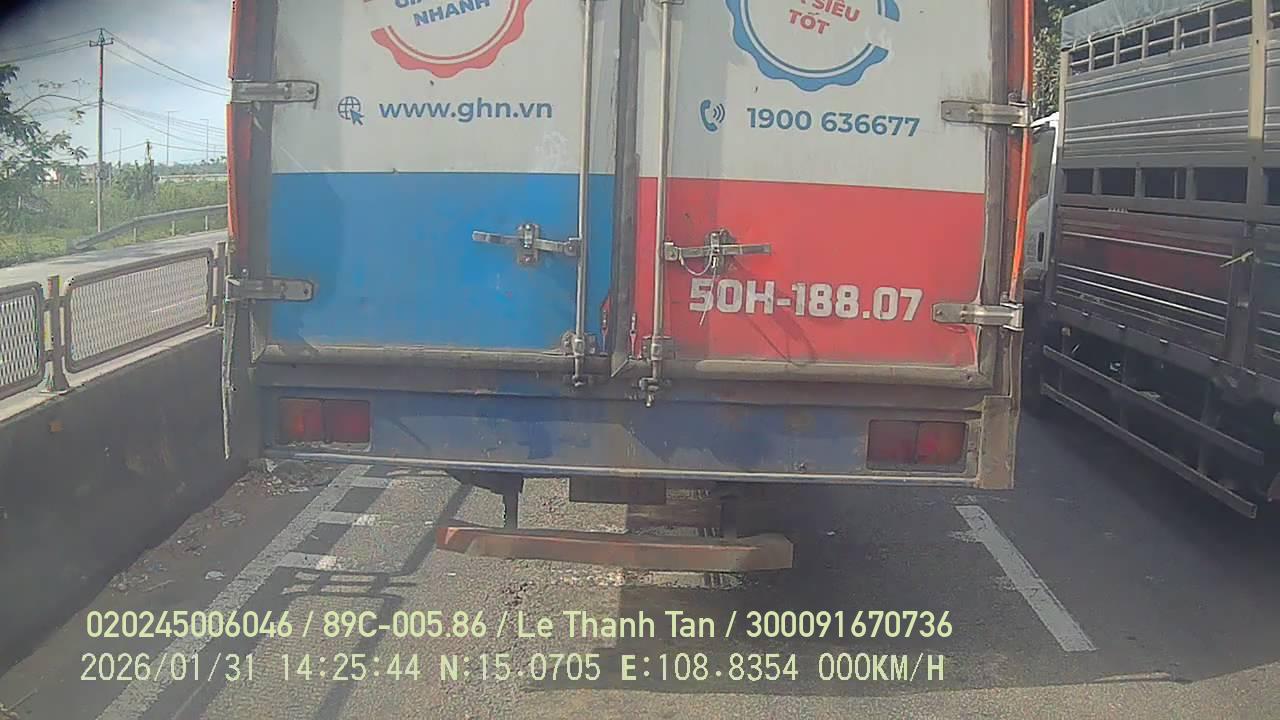 NHANH
SIÊU
TỐT
www.ghn.vn
1900 636677
50H-188.07
020245006046 / 89C-005.86 / Le Thanh Tan / 300091670736
2026/01/31 14:25:44 N:15.0705 E:108.8354 000KM/H